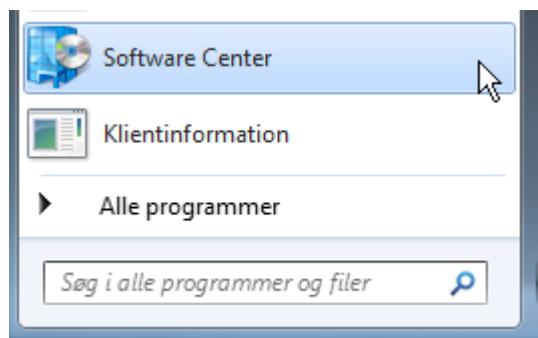 Software Center
Klientinformation
Alle programmer
Søg i alle programmer og filer